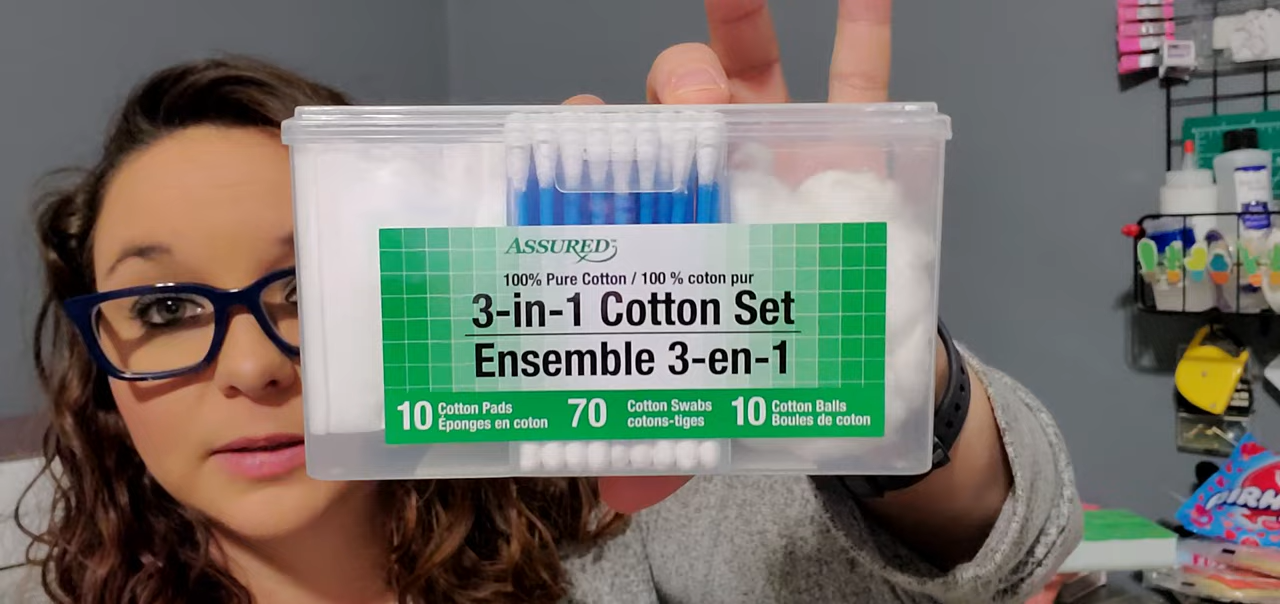 ASSURED
100% Pure Cotton / 100 % coton pur
3-in-1 Cotton Set
Ensemble 3-en-1
10 Cotton Pads
Éponges en coton
70 Cotton Swabs
cotons-tiges
10 Cotton Balls
Boules de coton